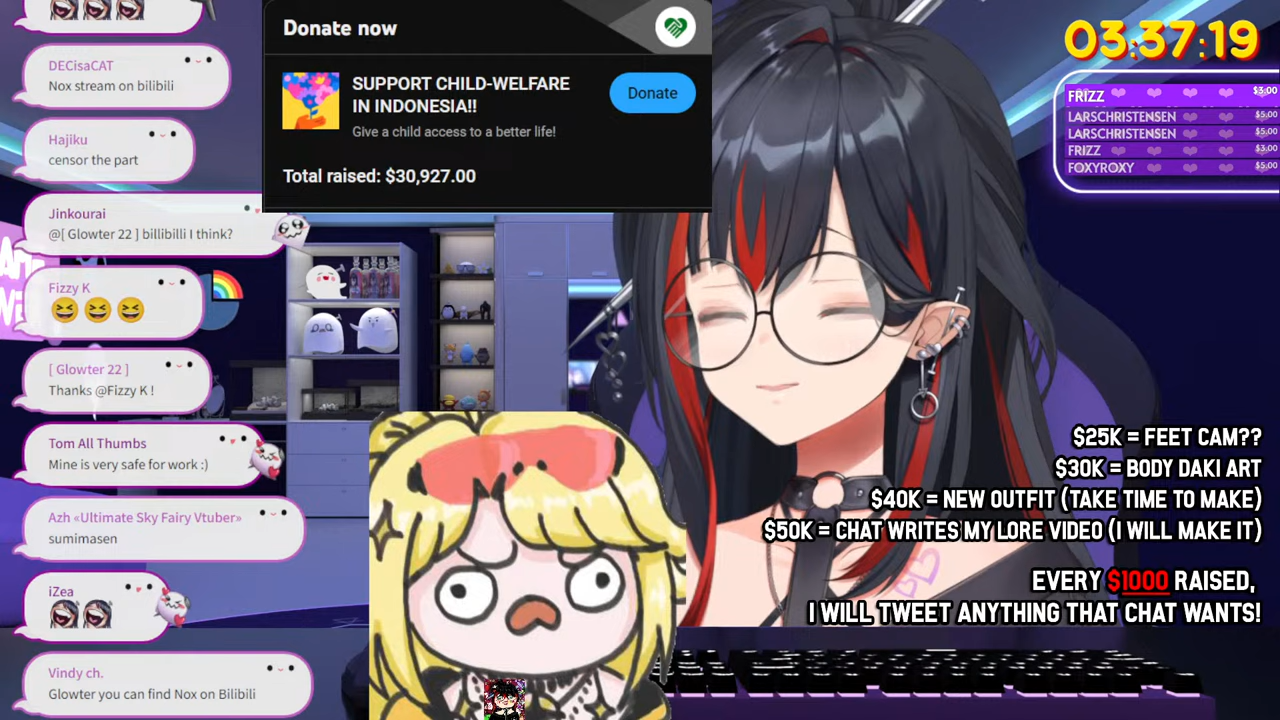 DECisaCAT
Nox stream on bilibili
Hajiku
censor the part
Jinkourai
@[ Glowter 22 ] billibilli I think?
Fizzy K
[ Glowter 22 ]
Thanks @Fizzy K !
Tom All Thumbs
Mine is very safe for work :)
Azh «Ultimate Sky Fairy Vtuber»
sumimasen
iZea
Vindy ch.
Glowter you can find Nox on Bilibili
Donate now
SUPPORT CHILD-WELFARE
IN INDONESIA!!
Donate
Give a child access to a better life!
Total raised: $30,927.00
03:37:19
FRIZZ $3.00
LARSCHRISTENSEN $5.00
LARSCHRISTENSEN $5.00
FRIZZ $3.00
FOXYROXY $5.00
$25K = FEET CAM??
$30K = BODY DAKI ART
$40K = NEW OUTFIT (TAKE TIME TO MAKE)
$50K = CHAT WRITES MY LORE VIDEO (I WILL MAKE IT)
EVERY $1000 RAISED,
I WILL TWEET ANYTHING THAT CHAT WANTS!